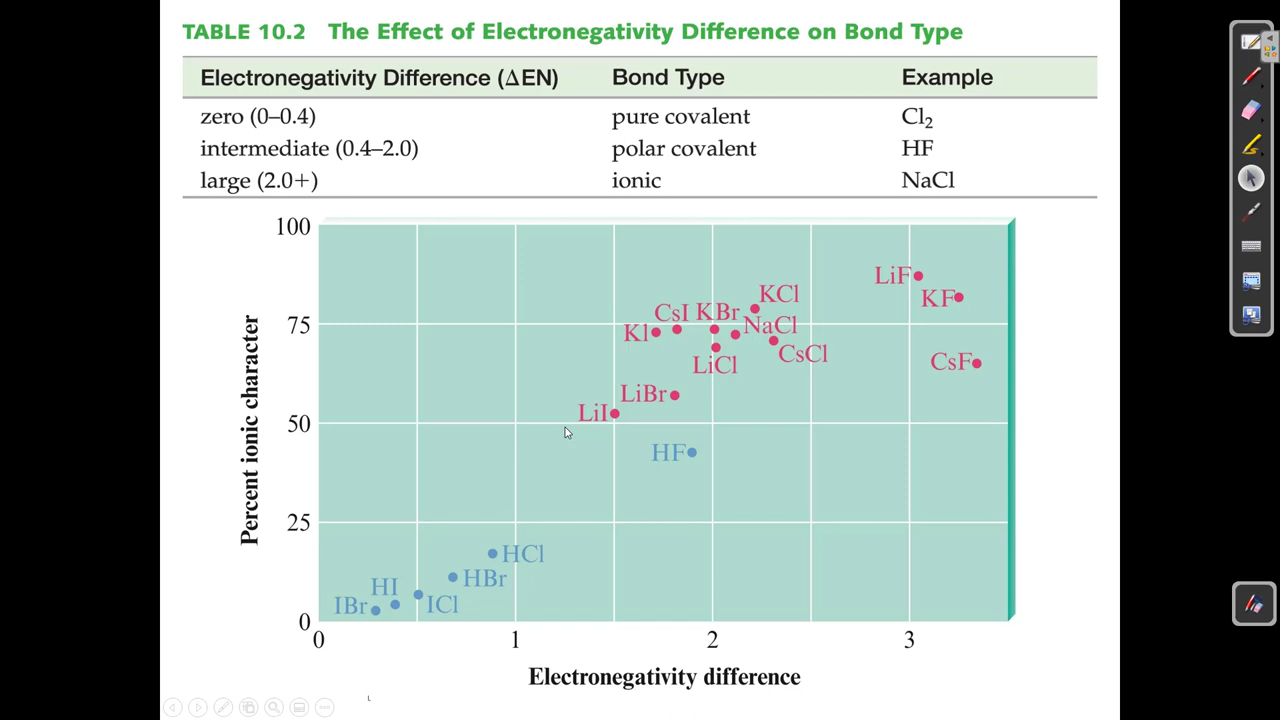 TABLE 10.2 The Effect of Electronegativity Difference on Bond Type
Electronegativity Difference (ΔEN) Bond Type Example
zero (0–0.4) pure covalent Cl₂
intermediate (0.4–2.0) polar covalent HF
large (2.0+) ionic NaCl
100
75
50
25
0
Percent ionic character
LiF
KF
KCl
CsI KBr
KI NaCl
CsCl
LiCl
CsF
LiBr
LiI
HF
HCl
HBr
HI
IBr ICl
0 1 2 3
Electronegativity difference